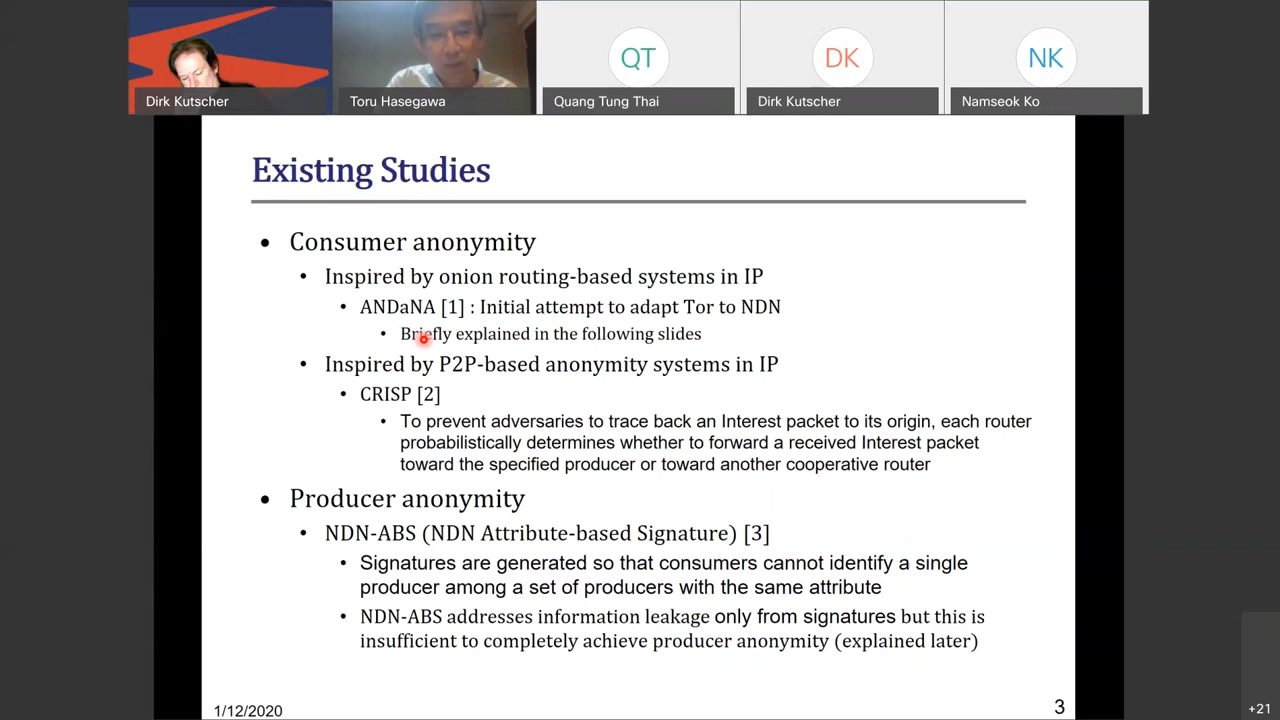 QT
DK
NK
Dirk Kutscher
Toru Hasegawa
Quang Tung Thai
Dirk Kutscher
Namseok Ko
Existing Studies
• Consumer anonymity
• Inspired by onion routing-based systems in IP
• ANDaNA [1] : Initial attempt to adapt Tor to NDN
• Briefly explained in the following slides
• Inspired by P2P-based anonymity systems in IP
• CRISP [2]
• To prevent adversaries to trace back an Interest packet to its origin, each router
probabilistically determines whether to forward a received Interest packet
toward the specified producer or toward another cooperative router
• Producer anonymity
• NDN-ABS (NDN Attribute-based Signature) [3]
• Signatures are generated so that consumers cannot identify a single
producer among a set of producers with the same attribute
• NDN-ABS addresses information leakage only from signatures but this is
insufficient to completely achieve producer anonymity (explained later)
1/12/2020
3
+21